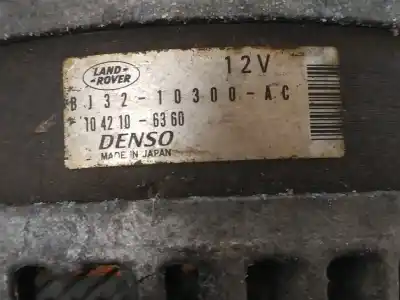 LAND-
-ROVER
12V
BJ32-10300-AC
104210-6360
DENSO
MADE IN JAPAN